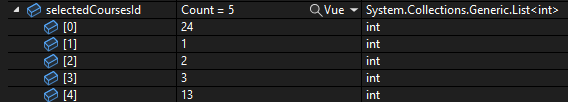 selectedCoursesId Count = 5 Vue System.Collections.Generic.List<int>
[0] 24 int
[1] 1 int
[2] 2 int
[3] 3 int
[4] 13 int